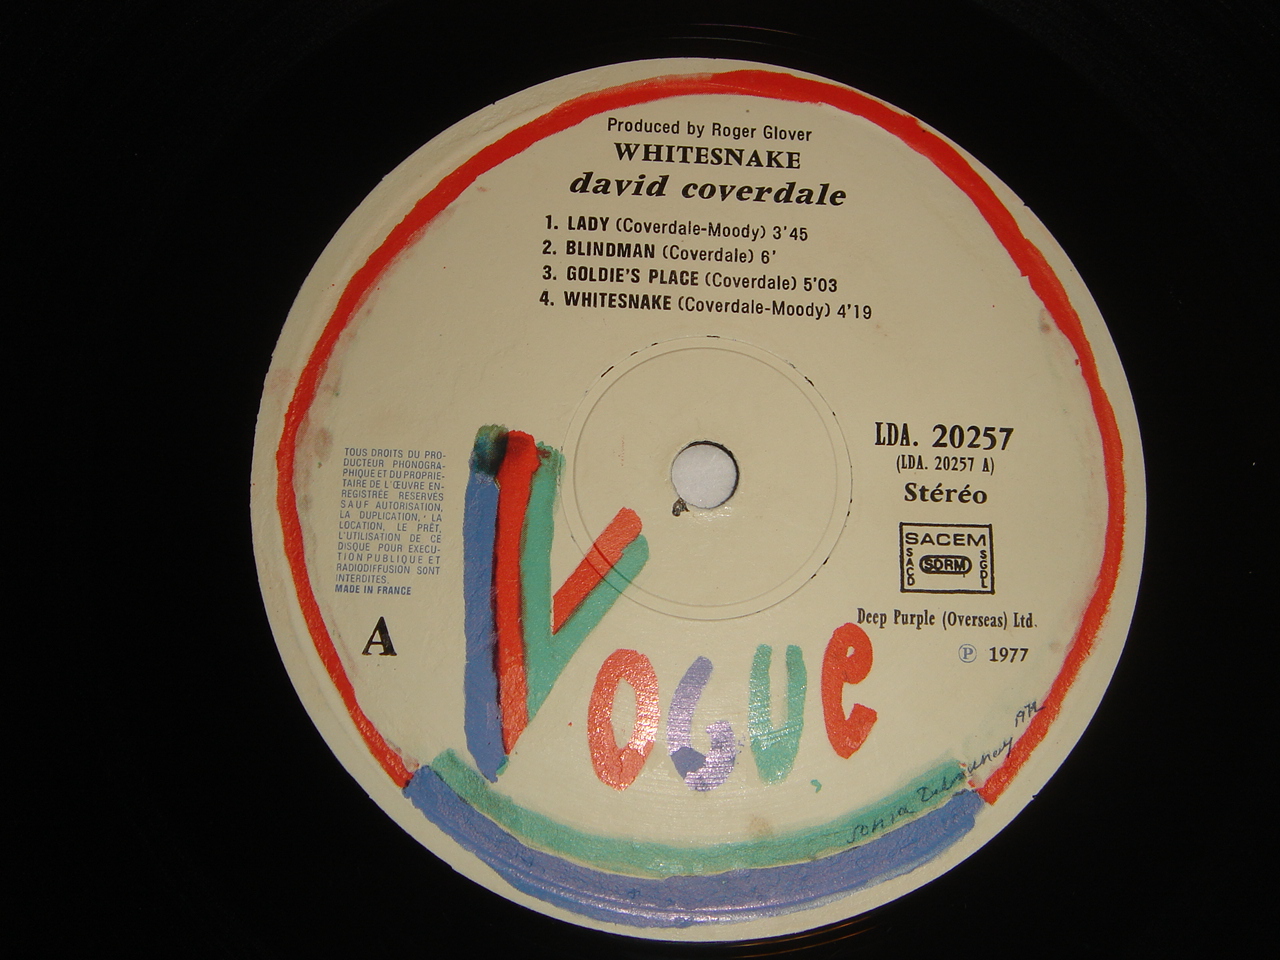 Produced by Roger Glover
WHITESNAKE
david coverdale
1. LADY (Coverdale-Moody) 3'45
2. BLINDMAN (Coverdale) 6'
3. GOLDIE'S PLACE (Coverdale) 5'03
4. WHITESNAKE (Coverdale-Moody) 4'19
TOUS DROITS DU PRO-
DUCTEUR PHONOGRA-
PHIQUE ET DU PROPRIE-
TAIRE DE L'ŒUVRE EN-
REGISTRÉE RESERVÉS
SAUF AUTORISATION,
LA DUPLICATION, LA
LOCATION, LE PRÊT,
L'UTILISATION DE CE
DISQUE POUR EXECU-
TION PUBLIQUE ET
RADIODIFFUSION SONT
INTERDITES.
MADE IN FRANCE
A
LDA. 20257
(LDA. 20257 A)
Stéréo
SACEM
SACD
SDRM
SGDL
Deep Purple (Overseas) Ltd.
℗ 1977
VOGUE
sonia Delaunay